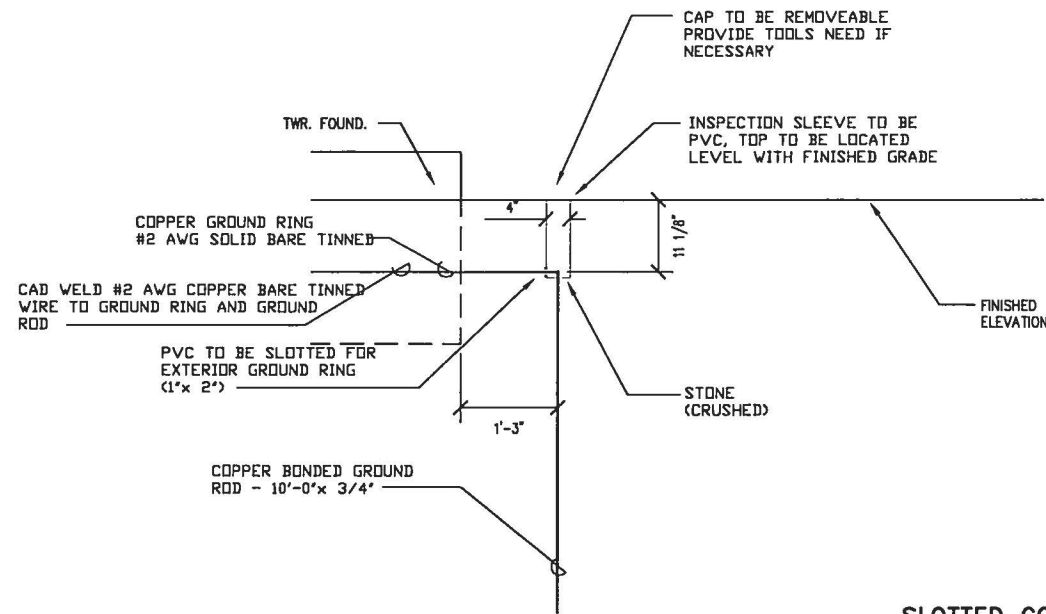 CAP TO BE REMOVEABLE
PROVIDE TOOLS NEED IF
NECESSARY
TWR. FOUND.
INSPECTION SLEEVE TO BE
PVC, TOP TO BE LOCATED
LEVEL WITH FINISHED GRADE
4"
COPPER GROUND RING
#2 AWG SOLID BARE TINNED
11 1/8"
CAD WELD #2 AWG COPPER BARE TINNED
WIRE TO GROUND RING AND GROUND
ROD
FINISHED
ELEVATION
PVC TO BE SLOTTED FOR
EXTERIOR GROUND RING
(1"x 2")
STONE
(CRUSHED)
1'-3"
COPPER BONDED GROUND
ROD - 10'-0"x 3/4"
SLOTTED